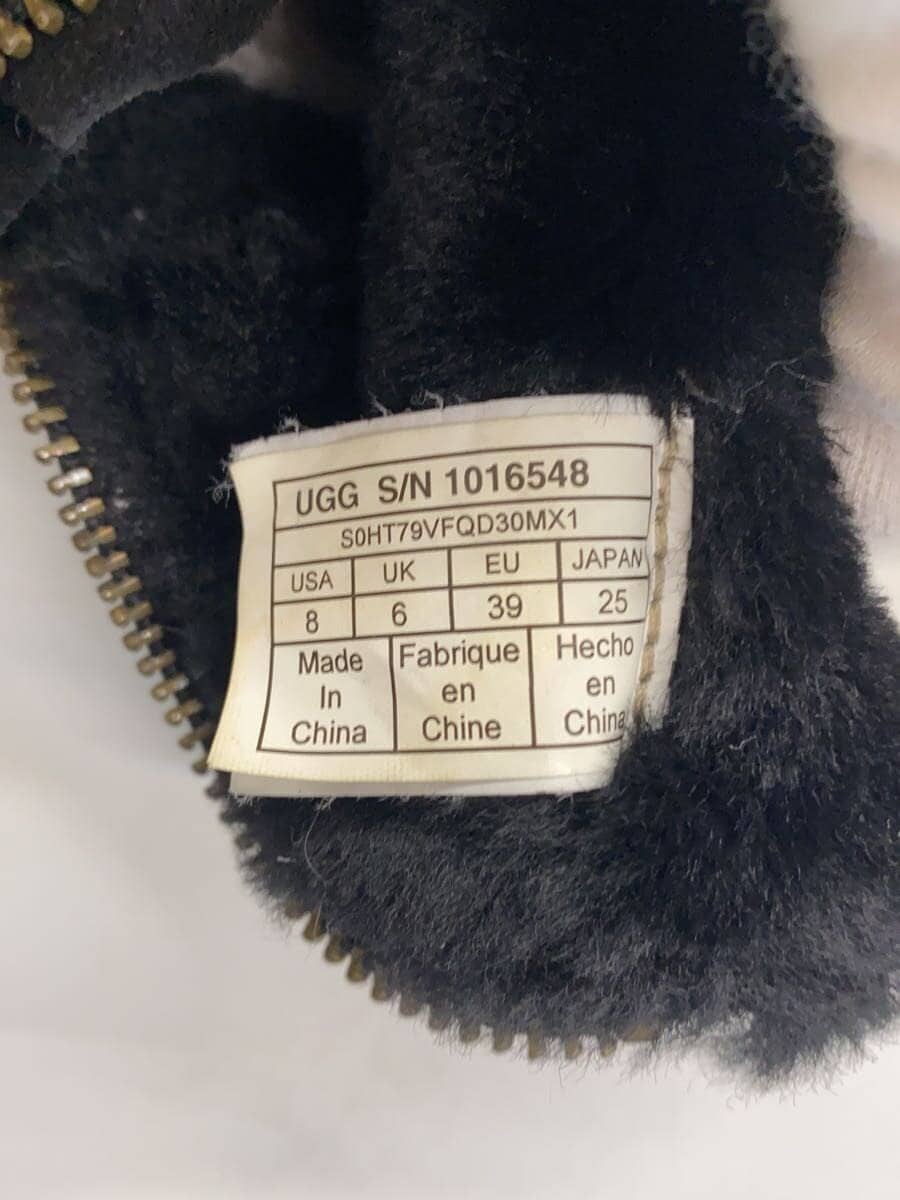 UGG S/N 1016548
S0HT79VFQD30MX1
USA UK EU JAPAN
8 6 39 25
Made In China
Fabrique en Chine
Hecho en China